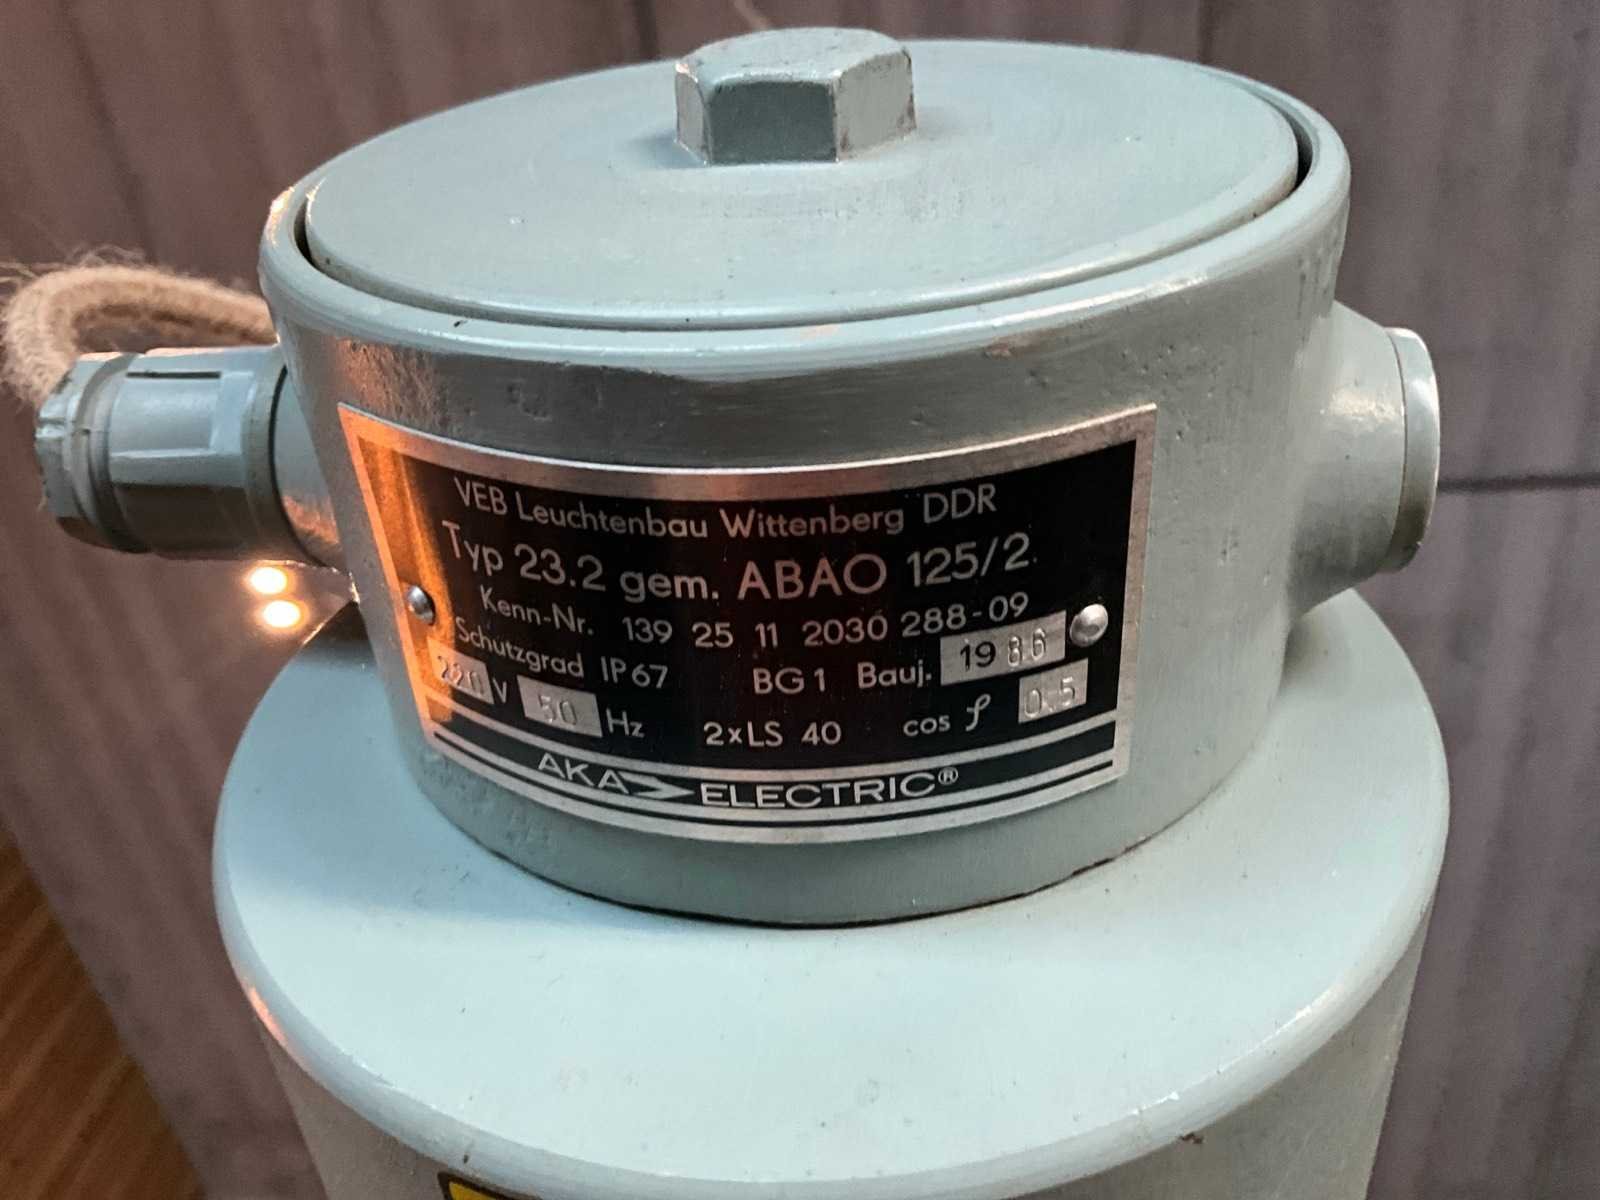 VEB Leuchtenbau Wittenberg DDR
Typ 23.2 gem. ABAO 125/2
Kenn-Nr. 139 25 11 2030 288-09
Schutzgrad IP67 BG1 Bauj. 1986
220 V 50 Hz 2xLS 40 cos φ 0.5
AKA ELECTRIC®